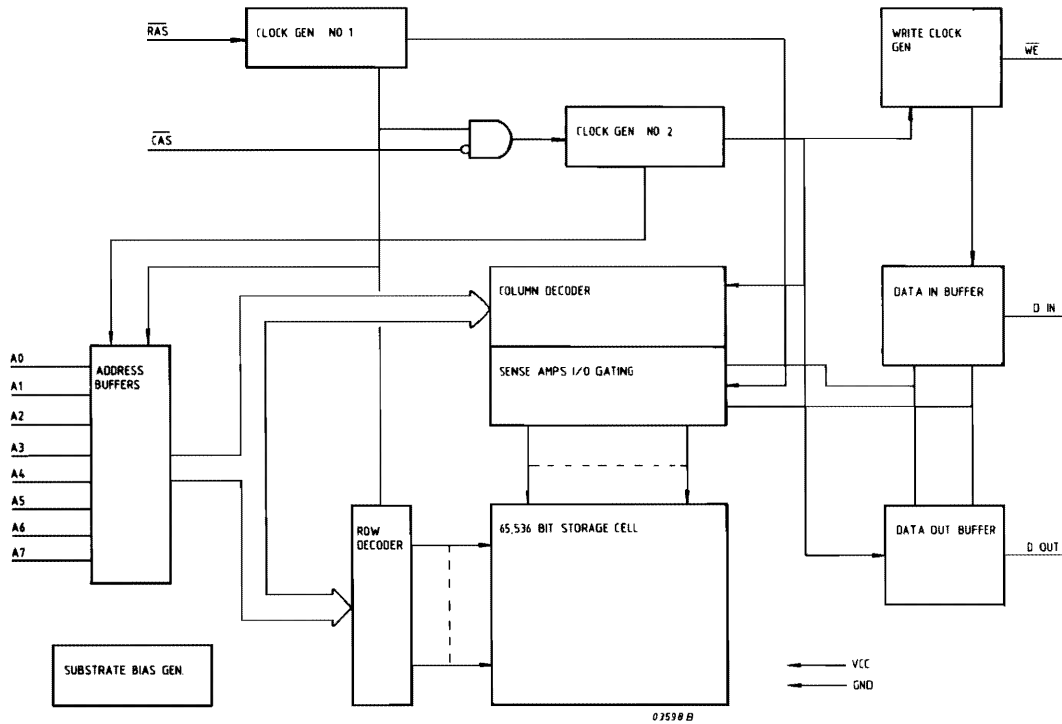 RAS
CLOCK GEN NO 1
WRITE CLOCK
GEN
WE
CAS
CLOCK GEN NO 2
COLUMN DECODER
DATA IN BUFFER
D IN
ADDRESS
BUFFERS
SENSE AMPS I/O GATING
A0
A1
A2
A3
A4
A5
A6
A7
ROW
DECODER
65,536 BIT STORAGE CELL
DATA OUT BUFFER
D OUT
SUBSTRATE BIAS GEN.
VCC
GND
03598 B